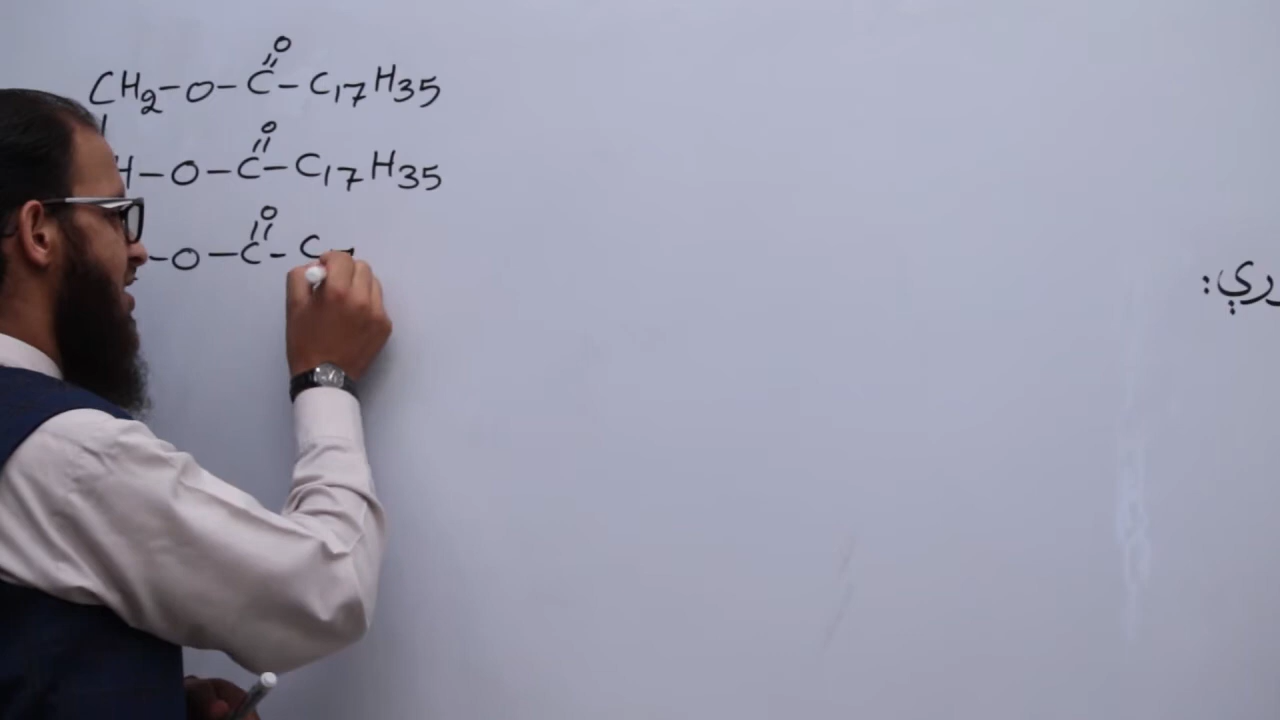 CH₂-O-C(=O)-C₁₇H₃₅
H-O-C(=O)-C₁₇H₃₅
-O-C(=O)-C
ري: